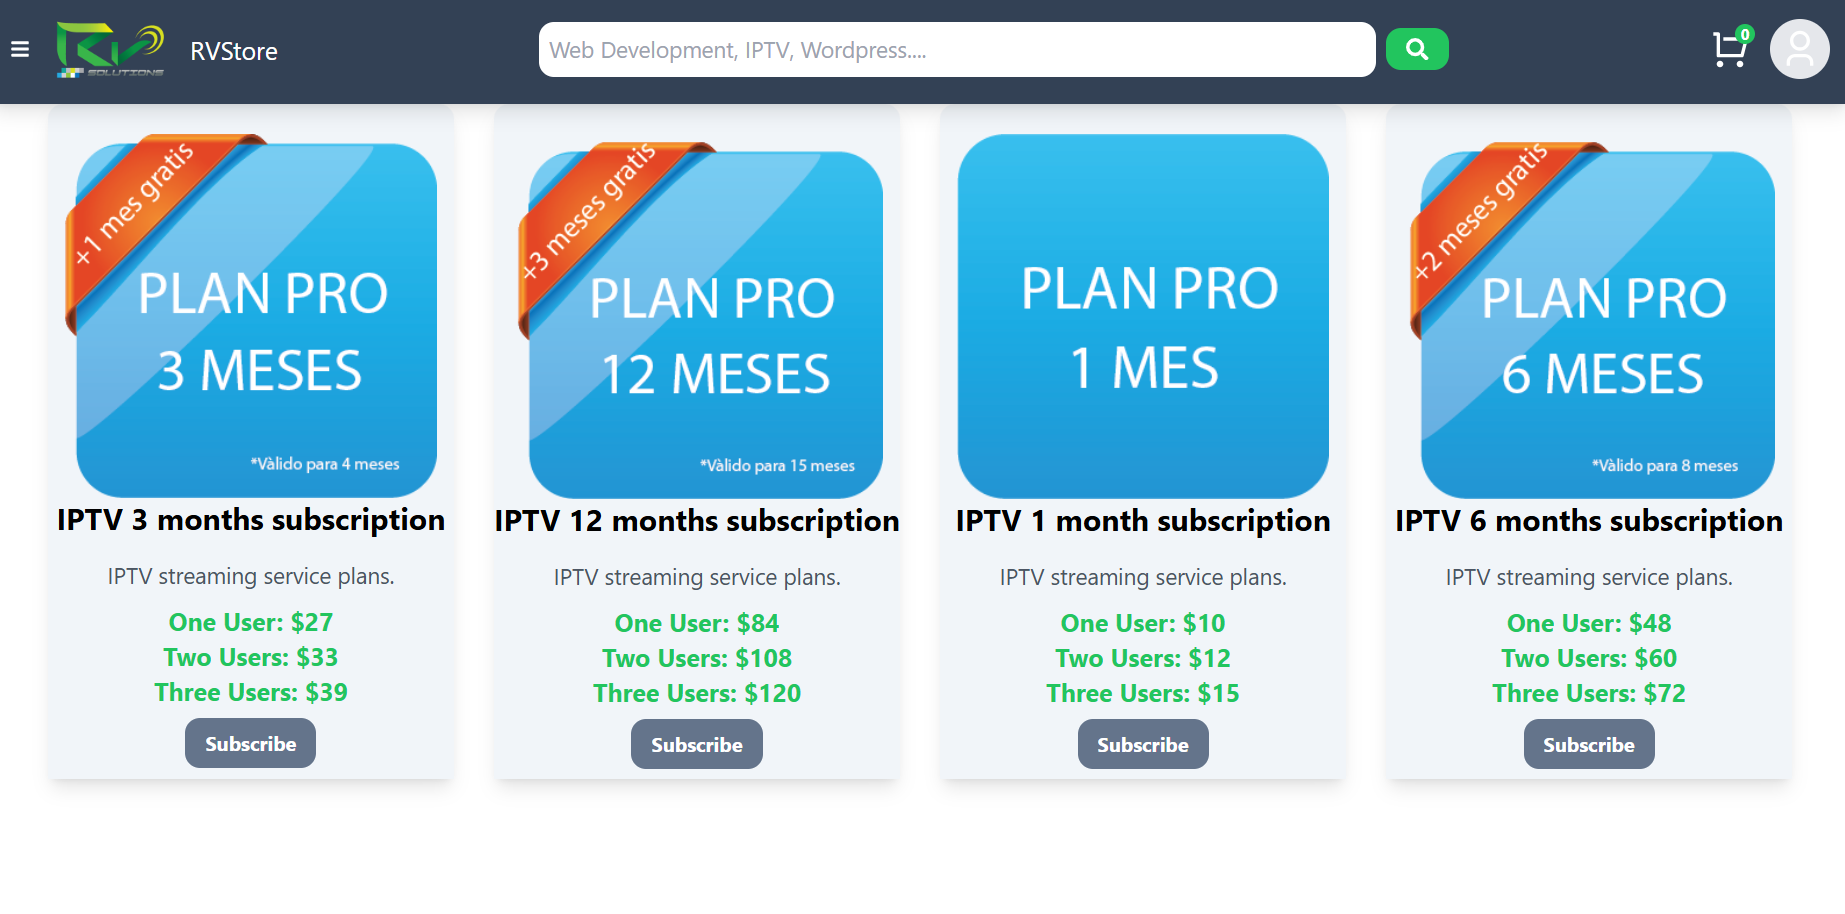 SOLUTIONS
RVStore
Web Development, IPTV, Wordpress....
0
+1 mes gratis
PLAN PRO
3 MESES
*Vàlido para 4 meses
IPTV 3 months subscription
IPTV streaming service plans.
One User: $27
Two Users: $33
Three Users: $39
Subscribe
+3 meses gratis
PLAN PRO
12 MESES
*Vàlido para 15 meses
IPTV 12 months subscription
IPTV streaming service plans.
One User: $84
Two Users: $108
Three Users: $120
Subscribe
PLAN PRO
1 MES
IPTV 1 month subscription
IPTV streaming service plans.
One User: $10
Two Users: $12
Three Users: $15
Subscribe
+2 meses gratis
PLAN PRO
6 MESES
*Vàlido para 8 meses
IPTV 6 months subscription
IPTV streaming service plans.
One User: $48
Two Users: $60
Three Users: $72
Subscribe